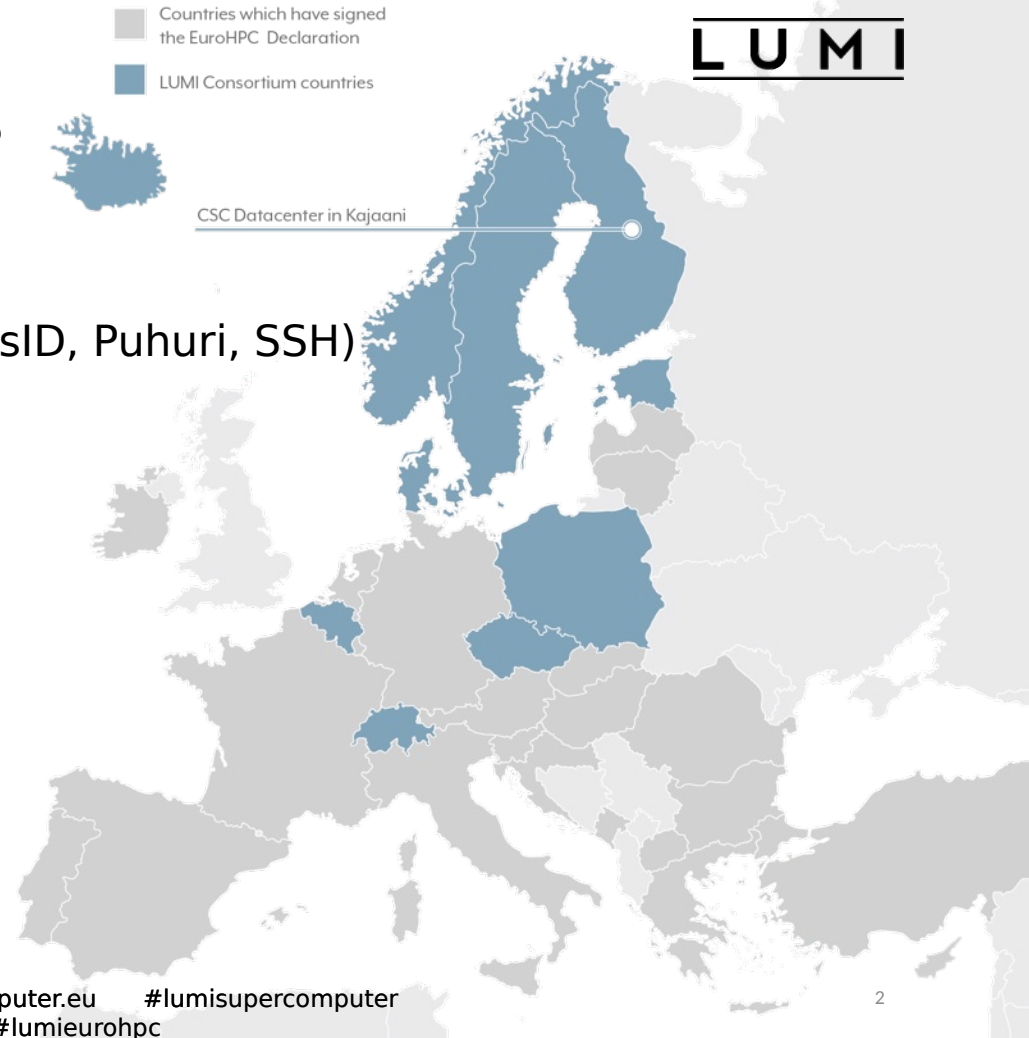 Countries which have signed
the EuroHPC Declaration
LUMI
LUMI Consortium countries
CSC Datacenter in Kajaani
sID, Puhuri, SSH)
puter.eu #lumisupercomputer
2
#lumieurohpc